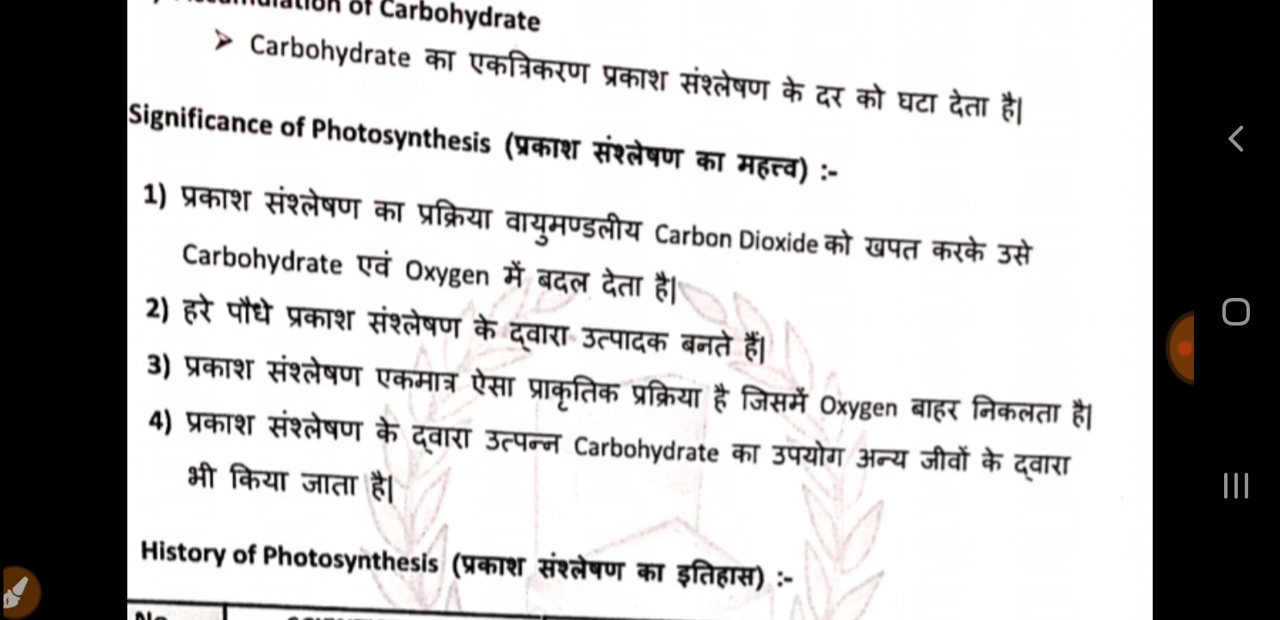 of Carbohydrate
➤ Carbohydrate का एकत्रिकरण प्रकाश संश्लेषण के दर को घटा देता है|
Significance of Photosynthesis (प्रकाश संश्लेषण का महत्त्व) :-
1) प्रकाश संश्लेषण का प्रक्रिया वायुमण्डलीय Carbon Dioxide को खपत करके उसे
Carbohydrate एवं Oxygen में बदल देता है|
2) हरे पौधे प्रकाश संश्लेषण के द्वारा उत्पादक बनते हैं|
3) प्रकाश संश्लेषण एकमात्र ऐसा प्राकृतिक प्रक्रिया है जिसमें Oxygen बाहर निकलता है|
4) प्रकाश संश्लेषण के द्वारा उत्पन्न Carbohydrate का उपयोग अन्य जीवों के द्वारा
भी किया जाता है|
History of Photosynthesis (प्रकाश संश्लेषण का इतिहास) :-